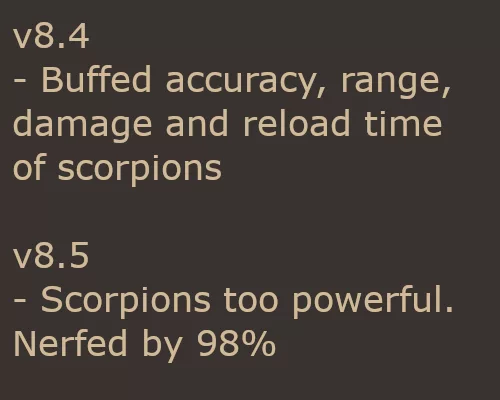 v8.4
- Buffed accuracy, range,
damage and reload time
of scorpions
v8.5
- Scorpions too powerful.
Nerfed by 98%